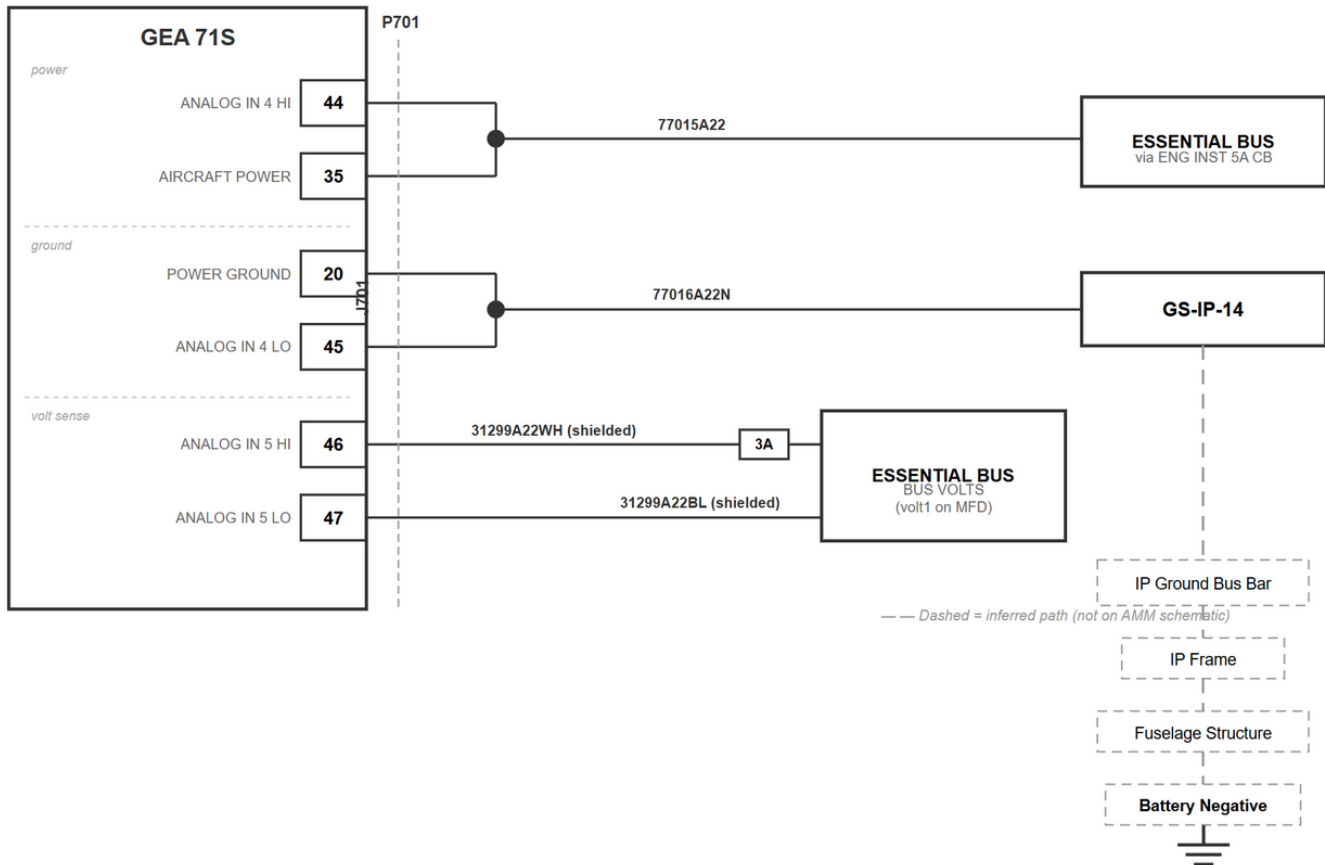 GEA 71S
P701
power
ANALOG IN 4 HI
44
77015A22
ESSENTIAL BUS
via ENG INST 5A CB
AIRCRAFT POWER
35
ground
POWER GROUND
20
J701
77016A22N
GS-IP-14
ANALOG IN 4 LO
45
volt sense
ANALOG IN 5 HI
46
31299A22WH (shielded)
3A
ESSENTIAL BUS
BUS VOLTS
(volt1 on MFD)
ANALOG IN 5 LO
47
31299A22BL (shielded)
IP Ground Bus Bar
— — Dashed = inferred path (not on AMM schematic)
IP Frame
Fuselage Structure
Battery Negative